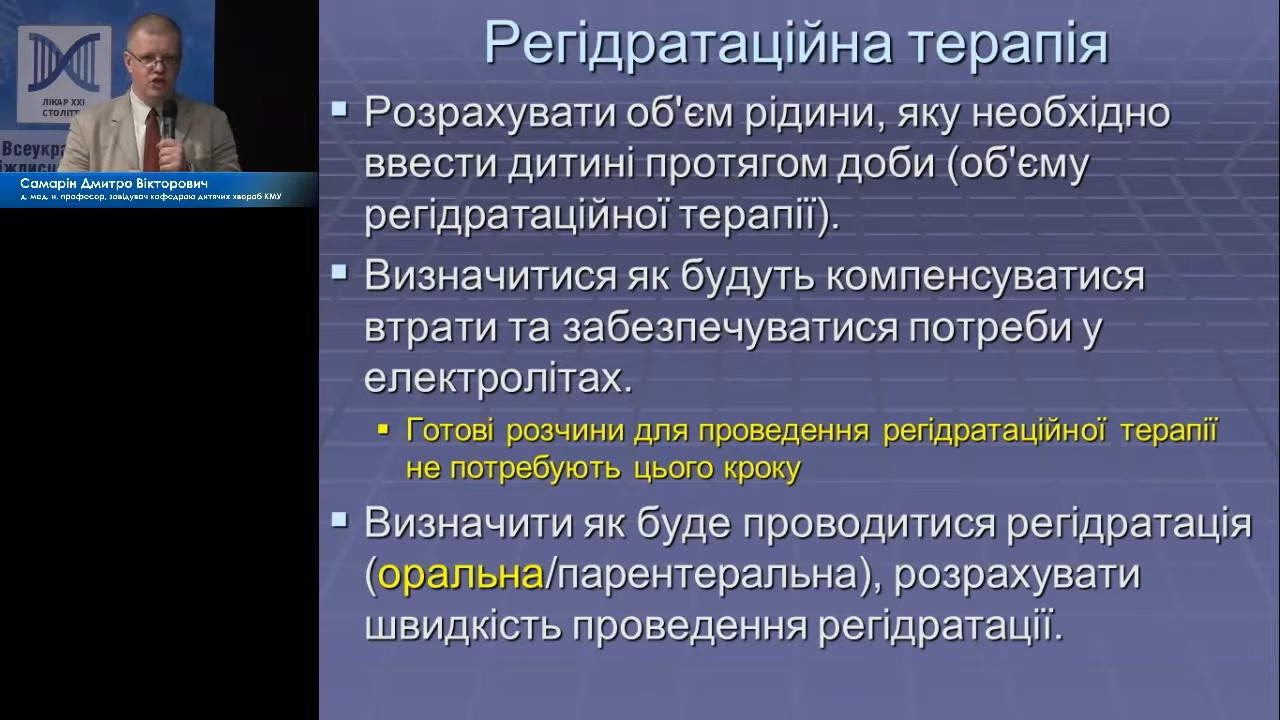 ЛІКАР XXI
СТОЛІТТЯ
Всеукра
Самарін Дмитро Вікторович
д. мед. н, професор, завідувач кафедрою дитячих хвороб КМУ
Регідратаційна терапія
Розрахувати об'єм рідини, яку необхідно
ввести дитині протягом доби (об'єму
регідратаційної терапії).
Визначитися як будуть компенсуватися
втрати та забезпечуватися потреби у
електролітах.
Готові розчини для проведення регідратаційної терапії
не потребують цього кроку
Визначити як буде проводитися регідратація
(оральна/парентеральна), розрахувати
швидкість проведення регідратації.